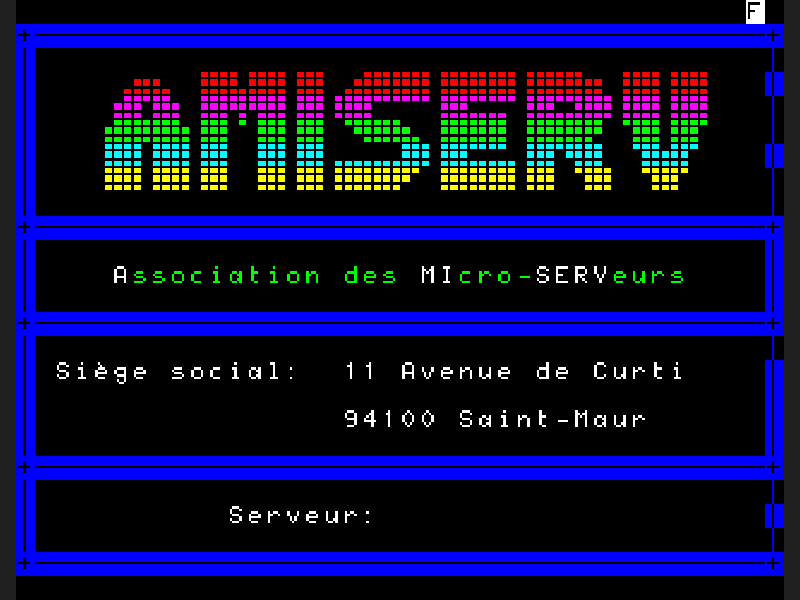 F
AMISERV
Association des MIcro-SERVeurs
Siège social: 11 Avenue de Curti
94100 Saint-Maur
Serveur: